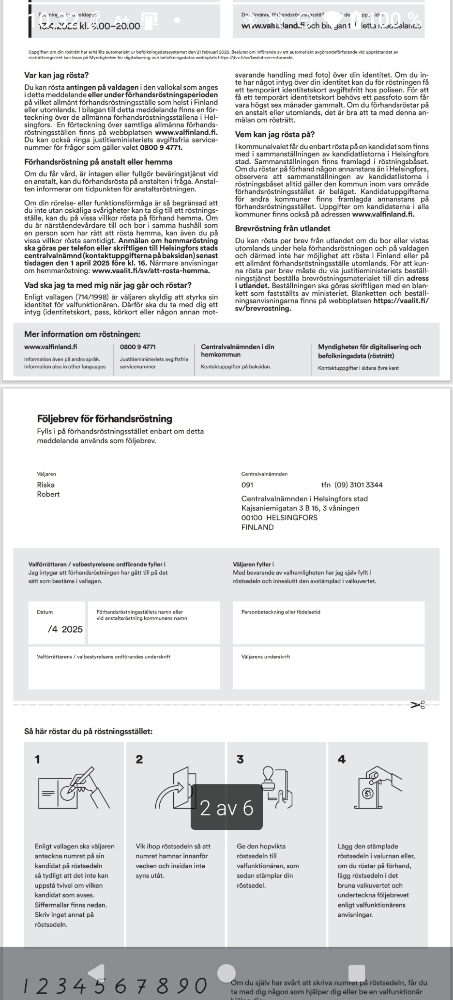 10.32 A+ 100 %
Röstningstid på valdagen
13.4.2025 kl. 9.00–20.00
www.valfinland.fi och bilagan till detta meddelande
Uppgiften om din rösträtt har erhållits automatiskt ur befolkningsdatasystemet den 21 februari 2025. Beslutet om införande av ett automatiskt avgörandeförfarande vid upprättandet av
rösträttsregistret kan läsas på Myndigheten för digitalisering och befolkningsdatas webbplats https://dvv.fi/sv/beslut-om-inforande.
Var kan jag rösta?
Du kan rösta antingen på valdagen i den vallokal som anges
i detta meddelande eller under förhandsröstningsperioden
på vilket allmänt förhandsröstningsställe som helst i Finland
eller utomlands. I bilagan till detta meddelande finns en för-
teckning över de allmänna förhandsröstningsställena i Hel-
singfors. En förteckning över samtliga allmänna förhands-
röstningsställen finns på webbplatsen www.valfinland.fi.
Du kan också ringa justitieministeriets avgiftsfria service-
nummer för frågor som gäller valet 0800 9 4771.
Förhandsröstning på anstalt eller hemma
Om du får vård, är intagen eller fullgör beväringstjänst vid
en anstalt, kan du förhandsrösta på anstalten i fråga. Anstal-
ten informerar om tidpunkten för anstaltsröstningen.
Om din rörelse- eller funktionsförmåga är så begränsad att
du inte utan oskäliga svårigheter kan ta dig till ett röstnings-
ställe, kan du på vissa villkor rösta på förhand hemma. Om
du är närståendevårdare till och bor i samma hushåll som
en person som har rätt att rösta hemma, kan även du på
vissa villkor rösta samtidigt. Anmälan om hemmaröstning
ska göras per telefon eller skriftligen till Helsingfors stads
centralvalnämnd (kontaktuppgifterna på baksidan) senast
tisdagen den 1 april 2025 före kl. 16. Närmare anvisningar
om hemmaröstning: www.vaalit.fi/sv/att-rosta-hemma.
Vad ska jag ta med mig när jag går och röstar?
Enligt vallagen (714/1998) är väljaren skyldig att styrka sin
identitet för valfunktionären. Därför ska du ta med dig ett
intyg (identitetskort, pass, körkort eller någon annan mot-
svarande handling med foto) över din identitet. Om du in-
te har något intyg över din identitet kan du för röstningen få
ett temporärt identitetskort avgiftsfritt hos polisen. För att
få ett temporärt identitetskort behövs ett passfoto som får
vara högst sex månader gammalt. Om du förhandsröstar på
en anstalt eller utomlands, det är bra att ta med denna an-
mälan om rösträtt.
Vem kan jag rösta på?
I kommunalvalet får du enbart rösta på en kandidat som finns
med i sammanställningen av kandidatlistorna i Helsingfors
stad. Sammanställningen finns framlagd i röstningsbåset.
Om du röstar på förhand någon annanstans än i Helsingfors,
observera att sammanställningen av kandidatlistorna i
röstningsbåset alltid gäller den kommun inom vars område
förhandsröstningsstället är beläget. Kandidatuppgifterna
för andra kommuner finns framlagda annanstans på
förhandsröstningsstället. Uppgifter om kandidaterna i alla
kommuner finns också på adressen www.valfinland.fi.
Brevröstning från utlandet
Du kan rösta per brev från utlandet om du bor eller vistas
utomlands under hela förhandsröstningen och på valdagen
och därmed inte har möjlighet att rösta i Finland eller på
ett allmänt förhandsröstningsställe utomlands. För att kun-
na rösta per brev måste du via justitieministeriets beställ-
ningstjänst beställa brevröstningsmaterialet till din adress
i utlandet. Beställningen ska göras skriftligen med en blan-
kett som fastställts av ministeriet. Blanketten och beställ-
ningsanvisningarna finns på webbplatsen https://vaalit.fi/
sv/brevrostning.
Mer information om röstningen:
www.valfinland.fi
Information även på andra språk.
Information also in other languages
0800 9 4771
Justitieministeriets avgiftsfria
servicenummer
Centralvalnämnden i din
hemkommun
Kontaktuppgifter på baksidan.
Myndigheten för digitalisering och
befolkningsdata (rösträtt)
Kontaktuppgifter i sidans övre kant
Följebrev för förhandsröstning
Fylls i på förhandsröstningsstället enbart om detta
meddelande används som följebrev.
Väljaren
Riska
Robert
Centralvalnämnden
091 tfn (09) 3101 3344
Centralvalnämnden i Helsingfors stad
Kajsaniemigatan 3 B 16, 3 våningen
00100 HELSINGFORS
FINLAND
Valförrättaren / valbestyrelsens ordförande fyller i
Jag intygar att förhandsröstningen har gått till på det
sätt som bestäms i vallagen.
Väljaren fyller i
Med bevarande av valhemligheten har jag själv fyllt i
röstsedeln och inneslutit den avstämplad i valkuvertet.
Datum
/4 2025
Förhandsröstningsställets namn eller
vid anstaltsröstning kommunens namn
Personbeteckning eller födelsetid
Valförrättarens / valbestyrelsens ordförandes underskrift
Väljarens underskrift
Så här röstar du på röstningsstället:
1
Enligt vallagen ska väljaren
anteckna numret på sin
kandidat på röstsedeln
så tydligt att det inte kan
uppstå tvivel om vilken
kandidat som avses.
Siffermallar finns nedan.
Skriv inget annat på
röstsedeln.
2
Vik ihop röstsedeln så att
numret hamnar innanför
vecken och insidan inte
syns utåt.
3
Ge den hopvikta
röstsedeln till
valfunktionären, som
sedan stämplar din
röstsedel.
4
Lägg den stämplade
röstsedeln i valurnan eller,
om du röstar på förhand,
lägg röstsedeln i det
bruna valkuvertet och
underteckna följebrevet
enligt valfunktionärens
anvisningar.
2 av 6
1 2 3 4 5 6 7 8 9 0
Om du själv har svårt att skriva numret på röstsedeln, får du
ta med dig någon som hjälper dig eller be en valfunktionär